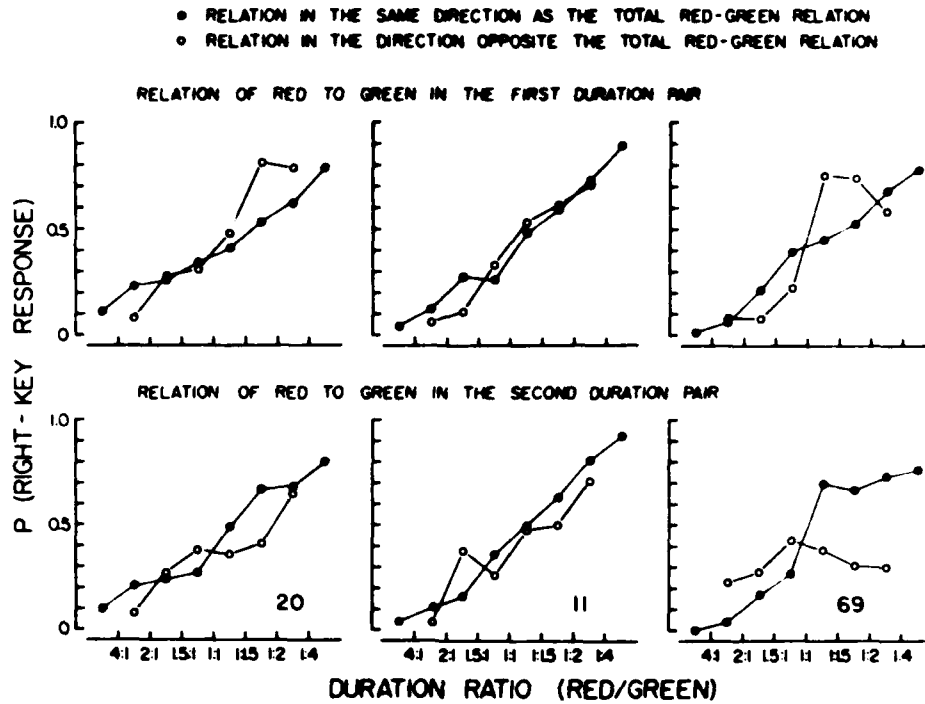 ● RELATION IN THE SAME DIRECTION AS THE TOTAL RED-GREEN RELATION
○ RELATION IN THE DIRECTION OPPOSITE THE TOTAL RED-GREEN RELATION
RELATION OF RED TO GREEN IN THE FIRST DURATION PAIR
1.0
0.5
0
P (RIGHT-KEY RESPONSE)
RELATION OF RED TO GREEN IN THE SECOND DURATION PAIR
1.0
0.5
0
20
11
69
4:1 2:1 1.5:1 1:1 1:1.5 1:2 1:4
4:1 2:1 1.5:1 1:1 1:1.5 1:2 1:4
4:1 2:1 1.5:1 1:1 1:1.5 1:2 1:4
DURATION RATIO (RED/GREEN)